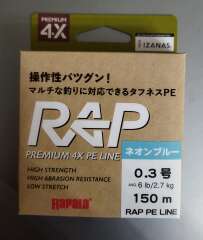 PREMIUM
4X
IZANAS
操作性バツグン!
マルチな釣りに対応できるタフネスPE
RAP
PREMIUM 4X PE LINE
ネオンブルー
HIGH STRENGTH
HIGH ABRASION RESISTANCE
LOW STRETCH
0.3号
AVG. 6 lb/2.7 kg
150 m
Rapala
RAP PE LINE